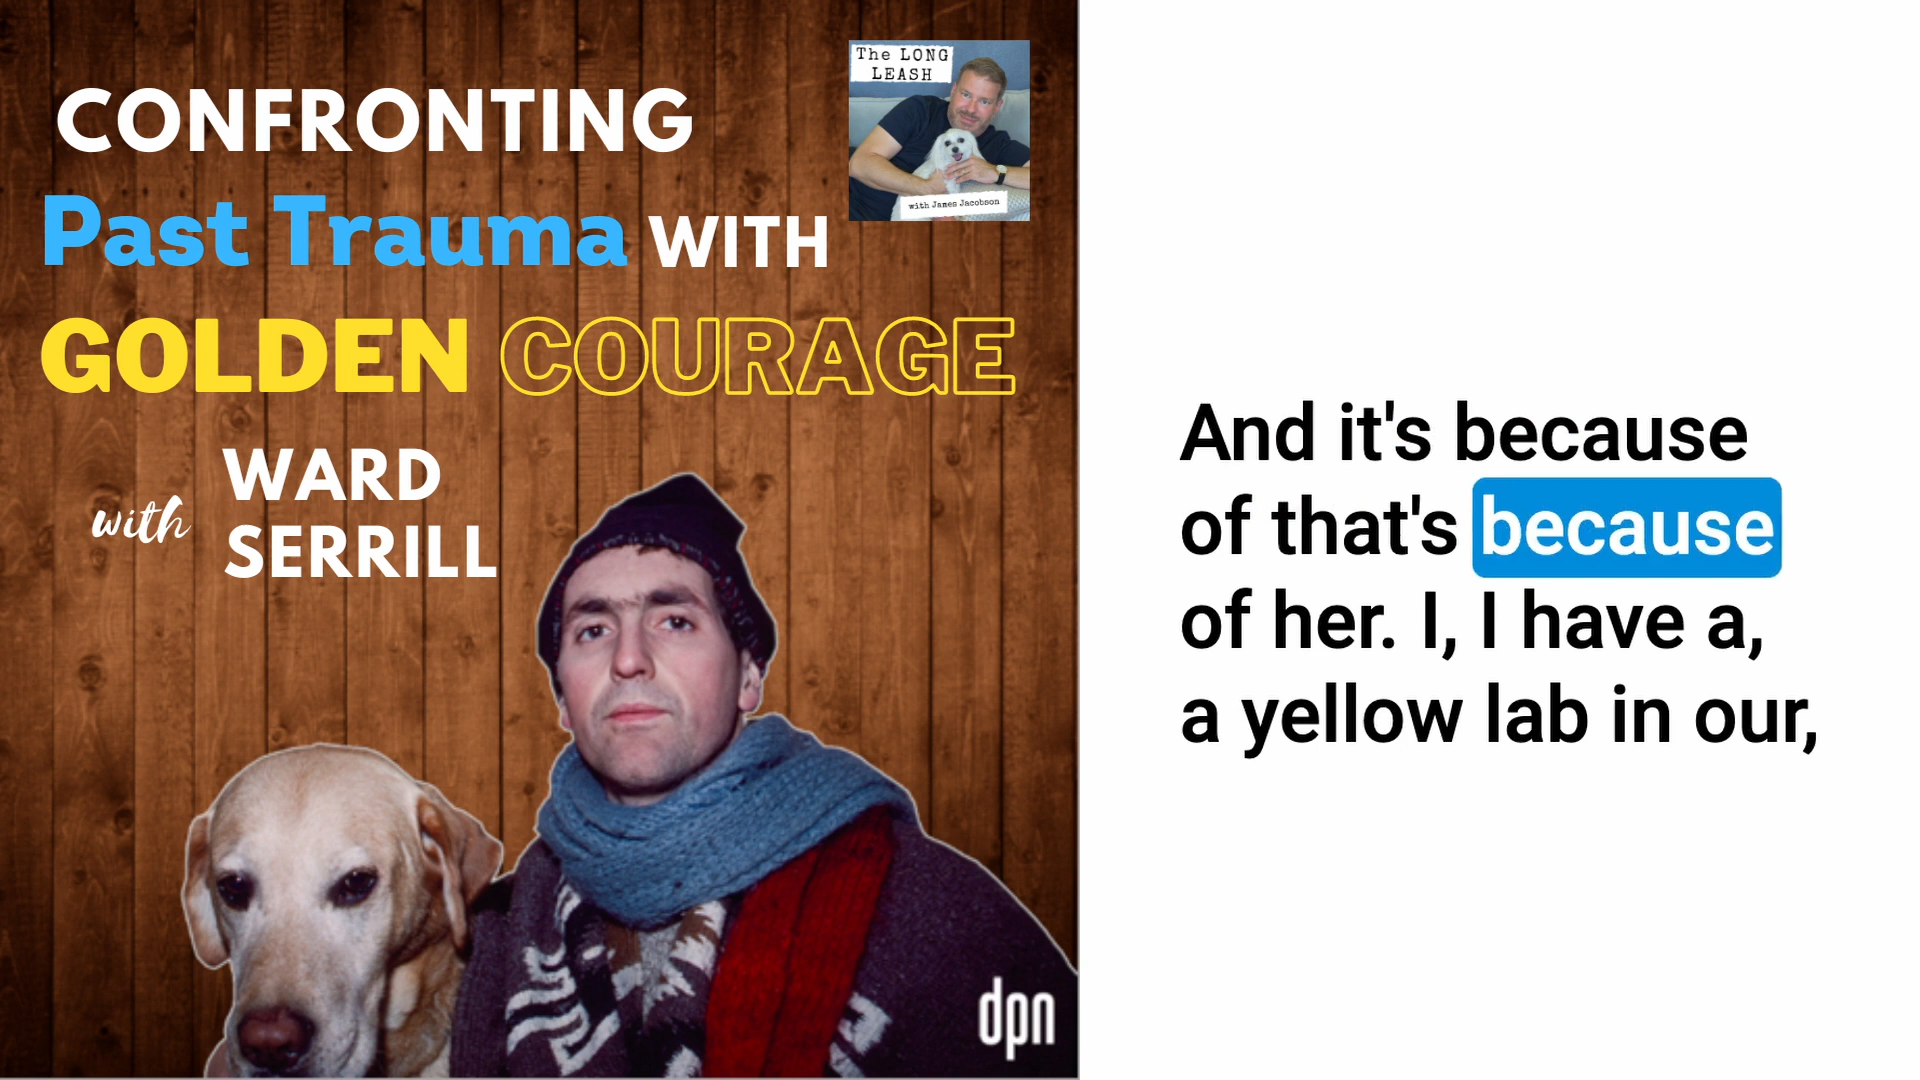 CONFRONTING
Past Trauma WITH
GOLDEN COURAGE
with
WARD
SERRILL
The LONG
LEASH
with James Jacobson
dpn
And it's because
of that's because
of her. I, I have a,
a yellow lab in our,